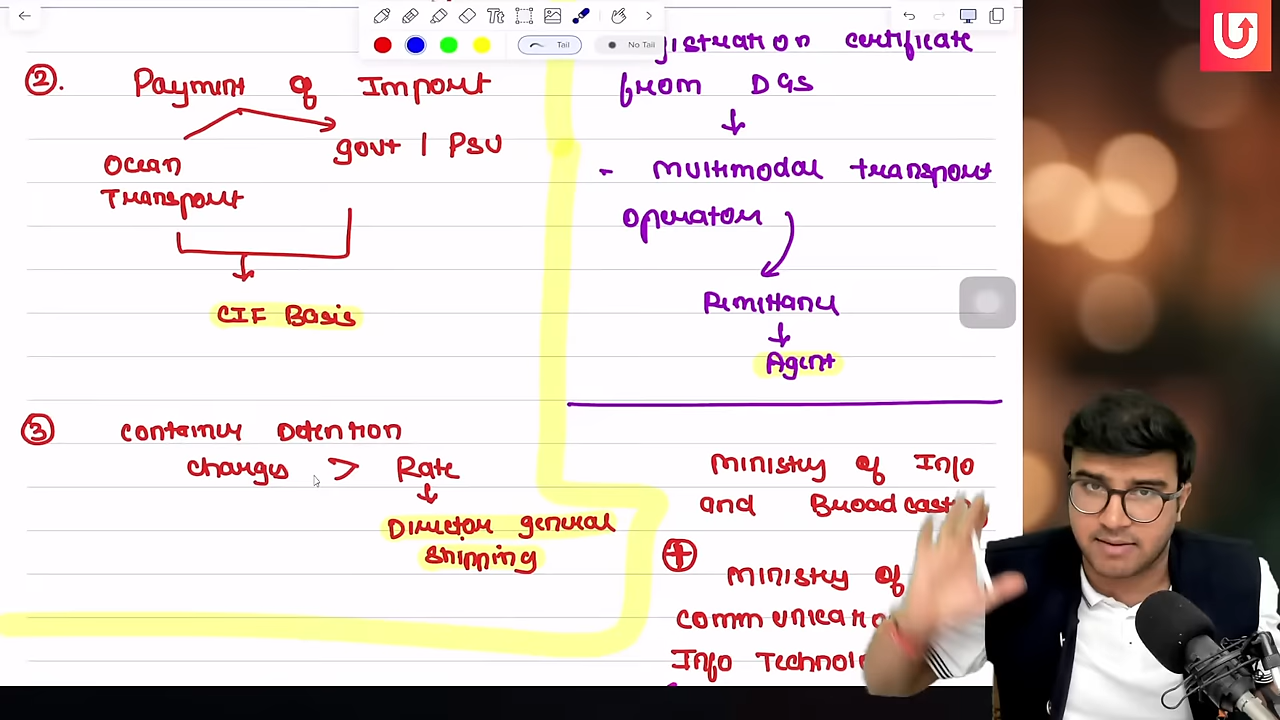 Tt
Tail
No Tail
②. Payment of Import
Ocean
Transport
govt | PSU
CIF Basis
③ Container Detention
charges > Rate
Director general
shipping
gistration certificate
from DGS
- Multimodal transport
operator
Remittance
Agent
Ministry of Info
and Broadcast
Ministry of
communication
Info Technol